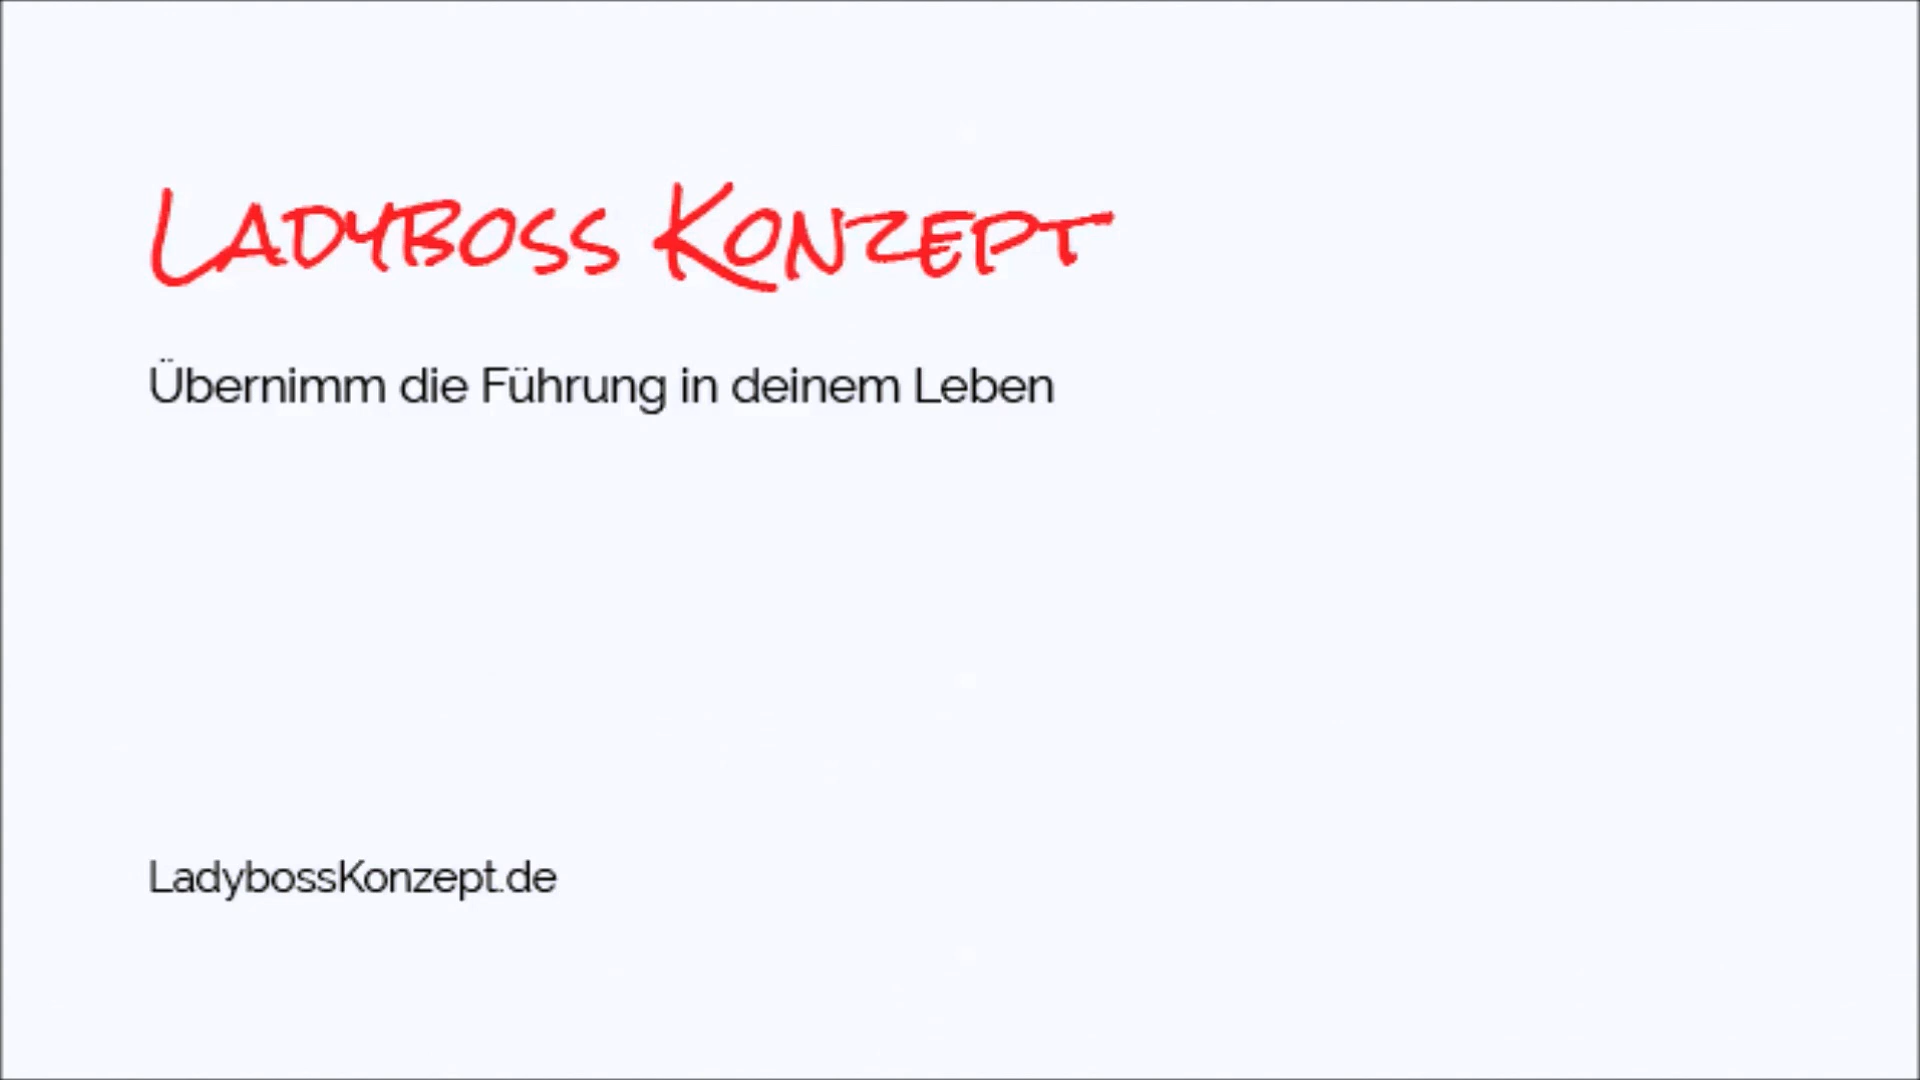 Ladyboss Konzept
Übernimm die Führung in deinem Leben
LadybossKonzept.de